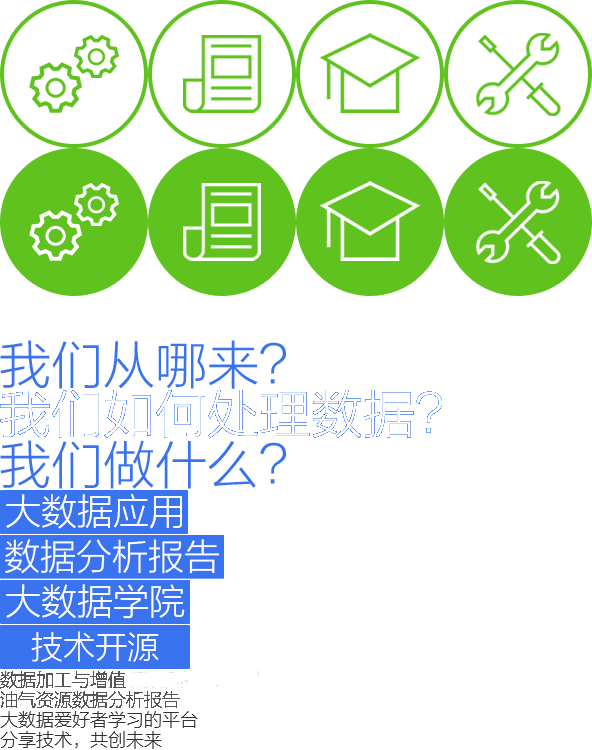 我们从哪来？
我们如何处理数据？
我们做什么？
大数据应用
数据分析报告
大数据学院
技术开源
数据加工与增值
油气资源数据分析报告
大数据爱好者学习的平台
分享技术，共创未来